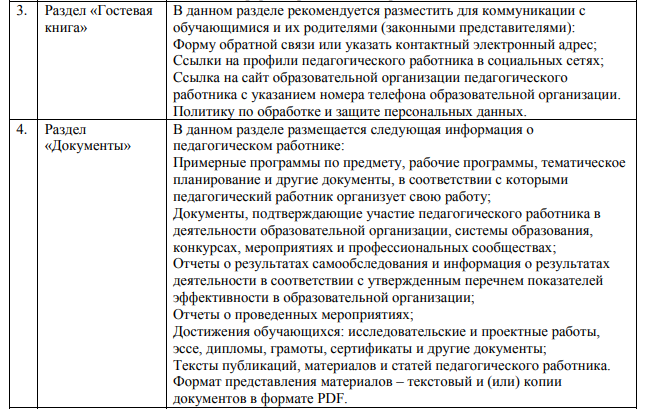 3. Раздел «Гостевая книга»
В данном разделе рекомендуется разместить для коммуникации с
обучающимися и их родителями (законными представителями):
Форму обратной связи или указать контактный электронный адрес;
Ссылки на профили педагогического работника в социальных сетях;
Ссылка на сайт образовательной организации педагогического
работника с указанием номера телефона образовательной организации.
Политику по обработке и защите персональных данных.
4. Раздел
«Документы»
В данном разделе размещается следующая информация о
педагогическом работнике:
Примерные программы по предмету, рабочие программы, тематическое
планирование и другие документы, в соответствии с которыми
педагогический работник организует свою работу;
Документы, подтверждающие участие педагогического работника в
деятельности образовательной организации, системы образования,
конкурсах, мероприятиях и профессиональных сообществах;
Отчеты о результатах самообследования и информация о результатах
деятельности в соответствии с утвержденным перечнем показателей
эффективности в образовательной организации;
Отчеты о проведенных мероприятиях;
Достижения обучающихся: исследовательские и проектные работы,
эссе, дипломы, грамоты, сертификаты и другие документы;
Тексты публикаций, материалов и статей педагогического работника.
Формат представления материалов – текстовый и (или) копии
документов в формате PDF.